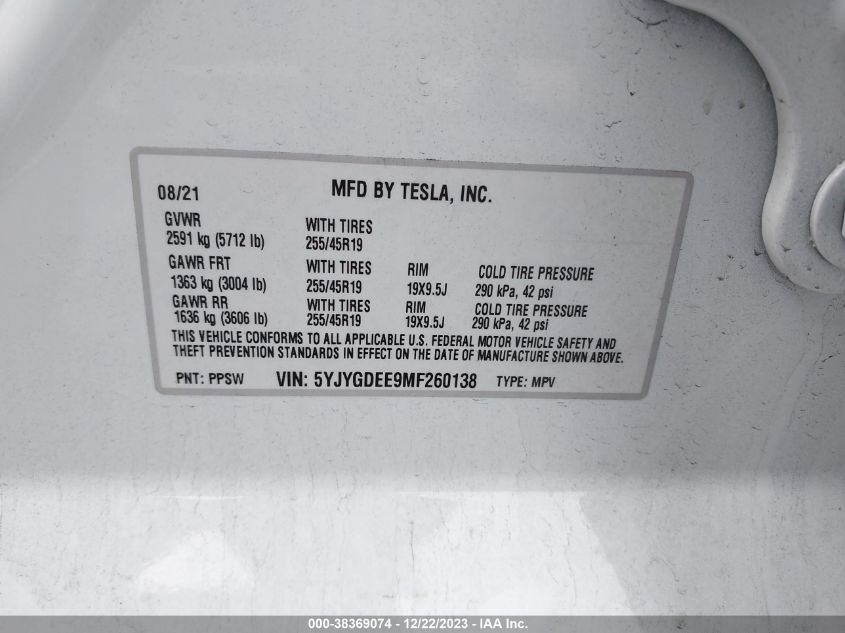 08/21 MFD BY TESLA, INC.
GVWR
2591 kg (5712 lb) WITH TIRES 255/45R19
GAWR FRT WITH TIRES RIM COLD TIRE PRESSURE
1363 kg (3004 lb) 255/45R19 19X9.5J 290 kPa, 42 psi
GAWR RR WITH TIRES RIM COLD TIRE PRESSURE
1636 kg (3606 lb) 255/45R19 19X9.5J 290 kPa, 42 psi
THIS VEHICLE CONFORMS TO ALL APPLICABLE U.S. FEDERAL MOTOR VEHICLE SAFETY AND
THEFT PREVENTION STANDARDS IN EFFECT ON THE DATE OF MANUFACTURE SHOWN ABOVE.
PNT: PPSW VIN: 5YJYGDEE9MF260138 TYPE: MPV
000-38369074 - 12/22/2023 - IAA Inc.